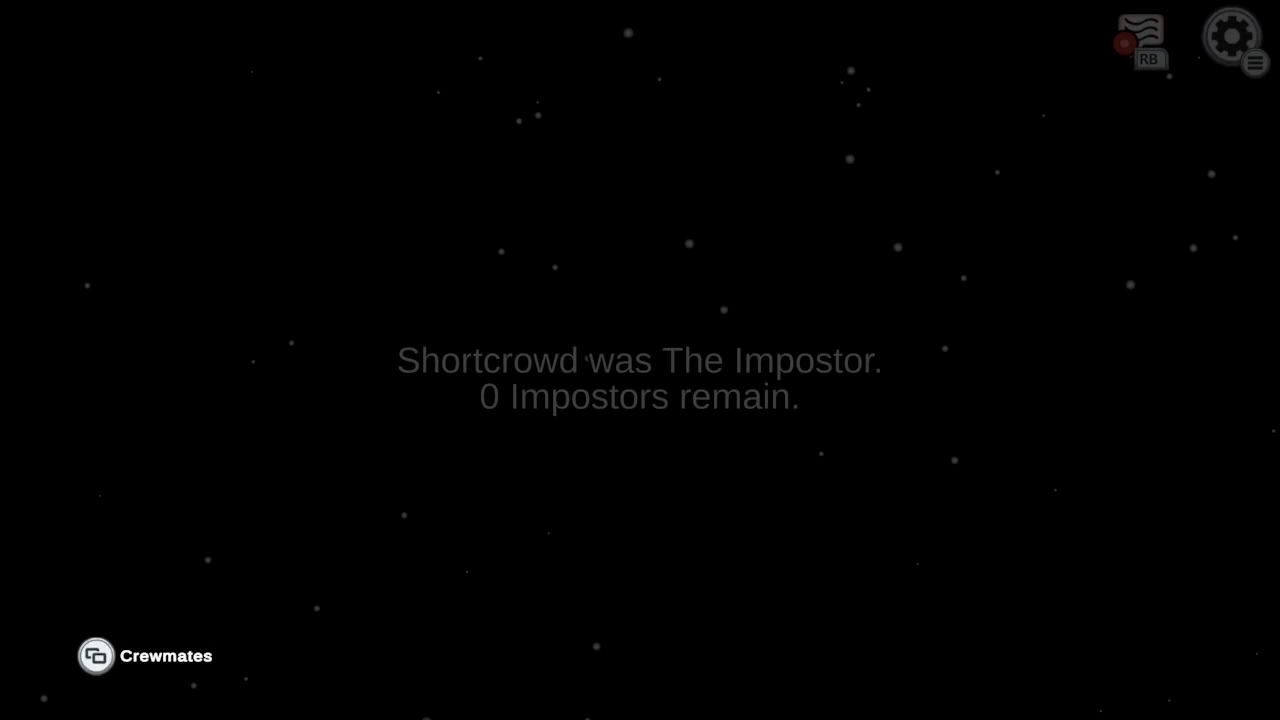 RB
Shortcrowd was The Impostor.
0 Impostors remain.
Crewmates